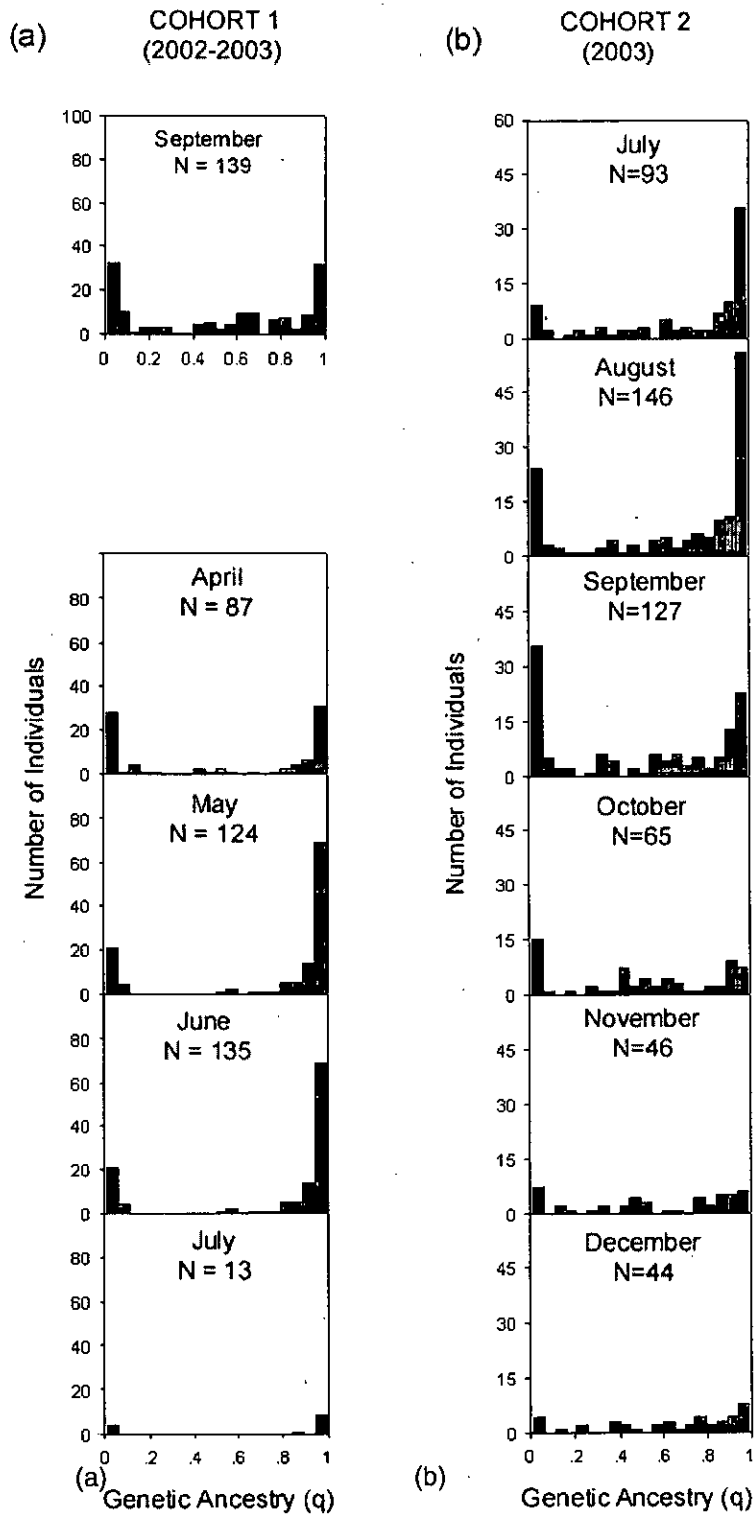 (a)
COHORT 1
(2002-2003)
September
N = 139
100
80
60
40
20
0
0
0.2
0.4
0.6
0.8
1
April
N = 87
80
60
40
20
0
May
N = 124
80
60
40
20
0
June
N = 135
80
60
40
20
0
July
N = 13
80
60
40
20
0
0
.2
.4
.6
.8
1
Number of Individuals
(a)
Genetic Ancestry (q)
(b)
COHORT 2
(2003)
July
N=93
60
45
30
15
0
August
N=146
45
30
15
0
September
N=127
45
30
15
0
October
N=65
45
30
15
0
November
N=46
45
30
15
0
December
N=44
45
30
15
0
0
.2
.4
.6
.8
1
Number of Individuals
(b)
Genetic Ancestry (q)